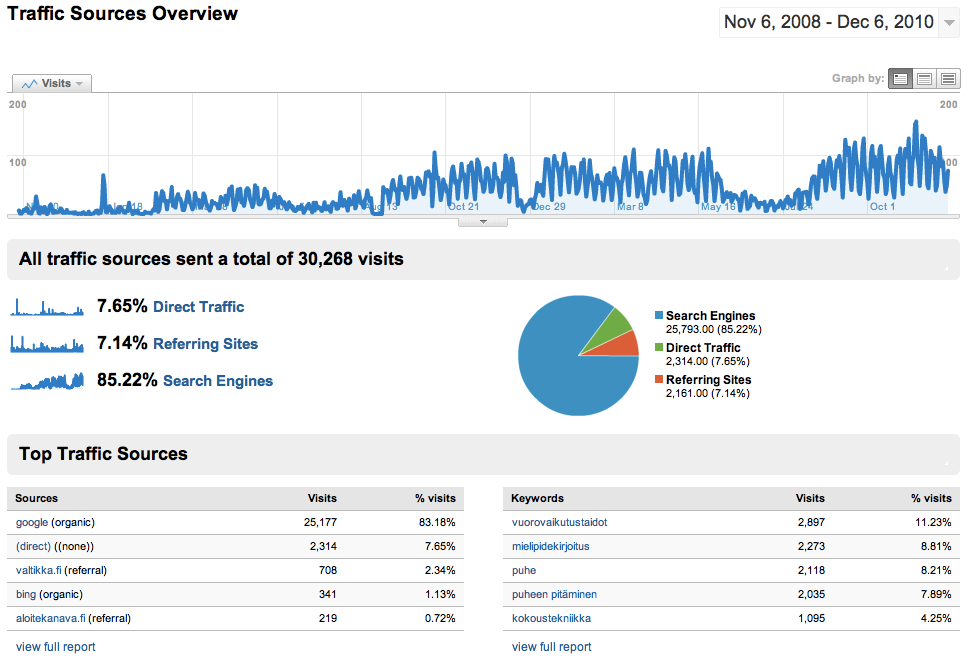 Traffic Sources Overview
Nov 6, 2008 - Dec 6, 2010
Visits
Graph by:
200 200
100
Aug 13 Oct 21 Dec 29 Mar 8 May 16 Oct 1
All traffic sources sent a total of 30,268 visits
7.65% Direct Traffic
7.14% Referring Sites
85.22% Search Engines
Search Engines
25,793.00 (85.22%)
Direct Traffic
2,314.00 (7.65%)
Referring Sites
2,161.00 (7.14%)
Top Traffic Sources
Sources Visits % visits
google (organic) 25,177 83.18%
(direct) ((none)) 2,314 7.65%
valtikka.fi (referral) 708 2.34%
bing (organic) 341 1.13%
aloitekanava.fi (referral) 219 0.72%
view full report
Keywords Visits % visits
vuorovaikutustaidot 2,897 11.23%
mielipidekirjoitus 2,273 8.81%
puhe 2,118 8.21%
puheen pitäminen 2,035 7.89%
kokoustekniikka 1,095 4.25%
view full report